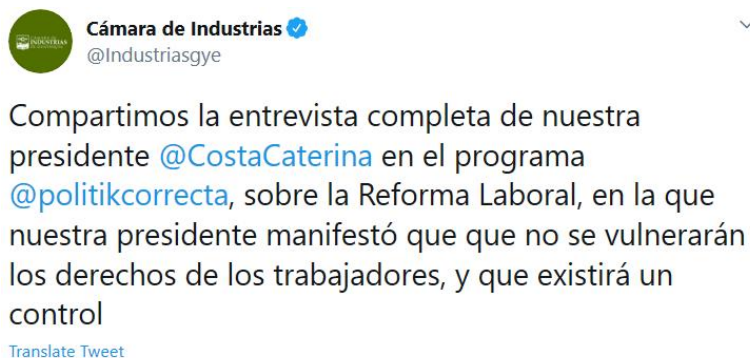 Cámara de Industrias
@Industriasgye
Compartimos la entrevista completa de nuestra
presidente @CostaCaterina en el programa
@politikcorrecta, sobre la Reforma Laboral, en la que
nuestra presidente manifestó que que no se vulnerarán
los derechos de los trabajadores, y que existirá un
control
Translate Tweet